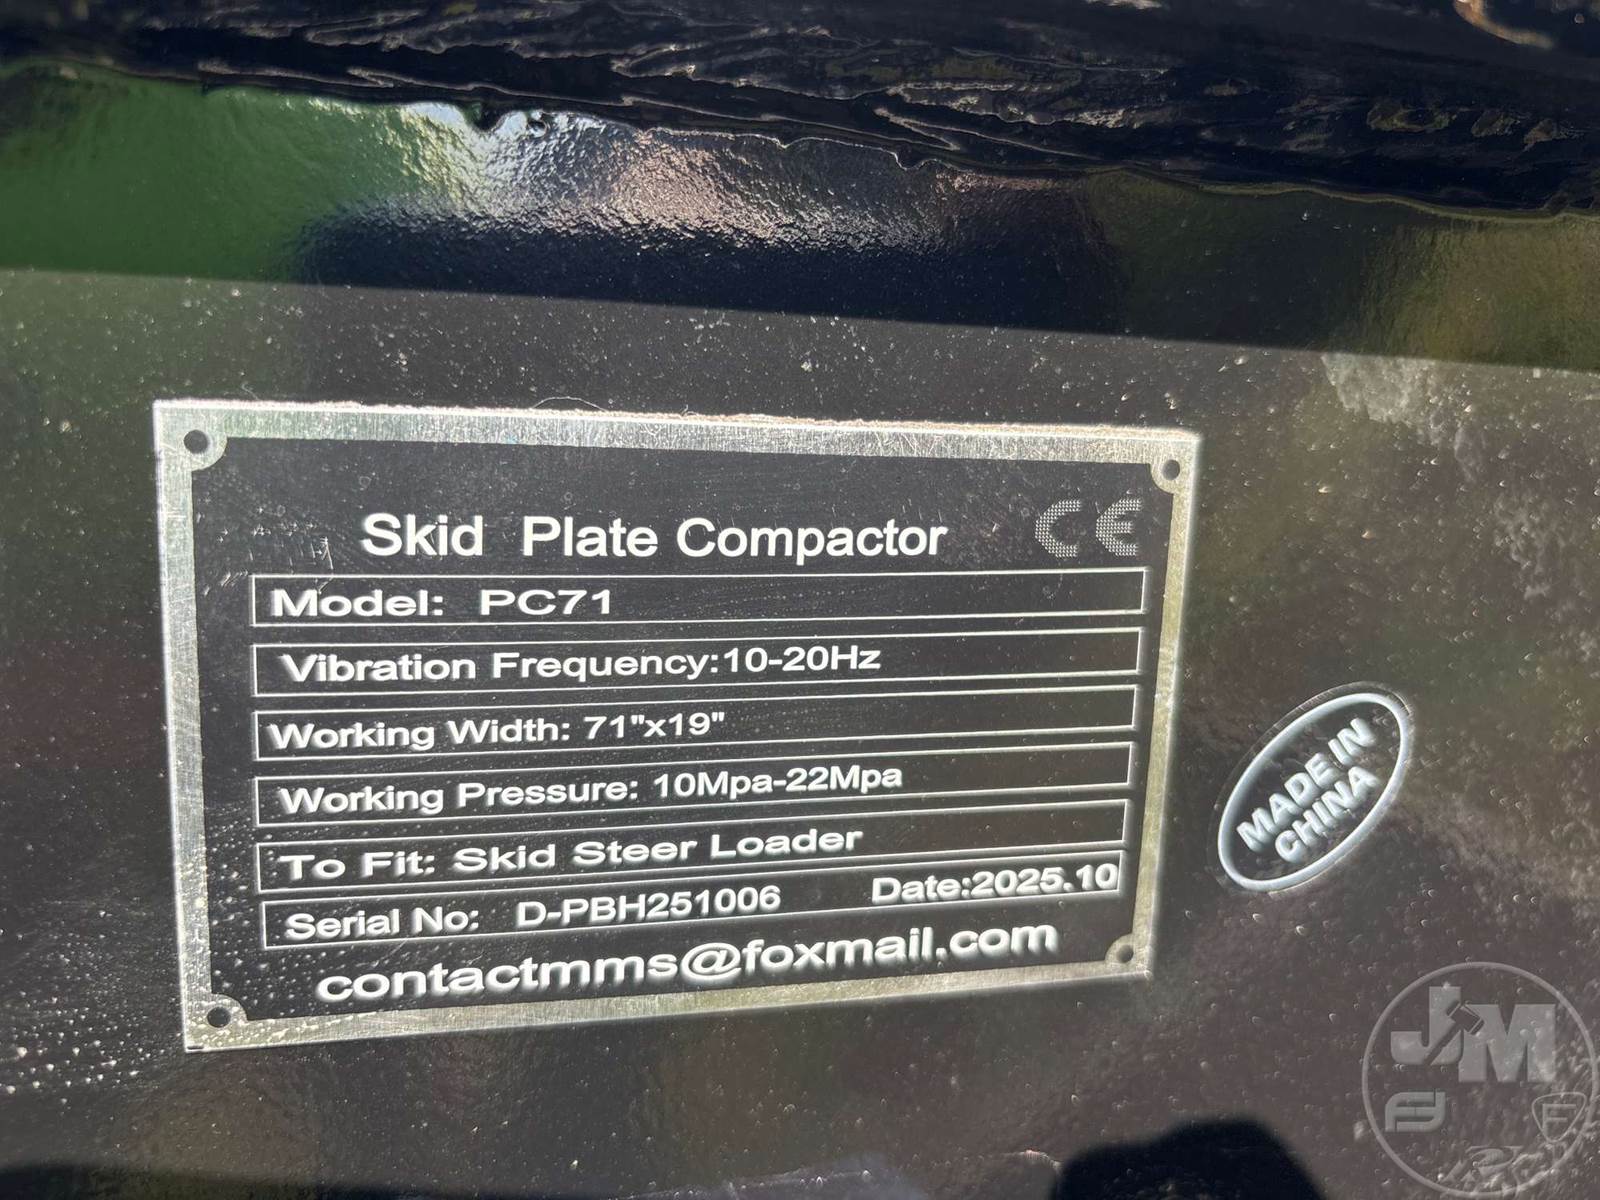 Skid Plate Compactor CE
Model: PC71
Vibration Frequency:10-20Hz
Working Width: 71"x19"
Working Pressure: 10Mpa-22Mpa
To Fit: Skid Steer Loader
Serial No: D-PBH251006 Date:2025.10
contactmms@foxmail.com
MADE IN
CHINA
JM